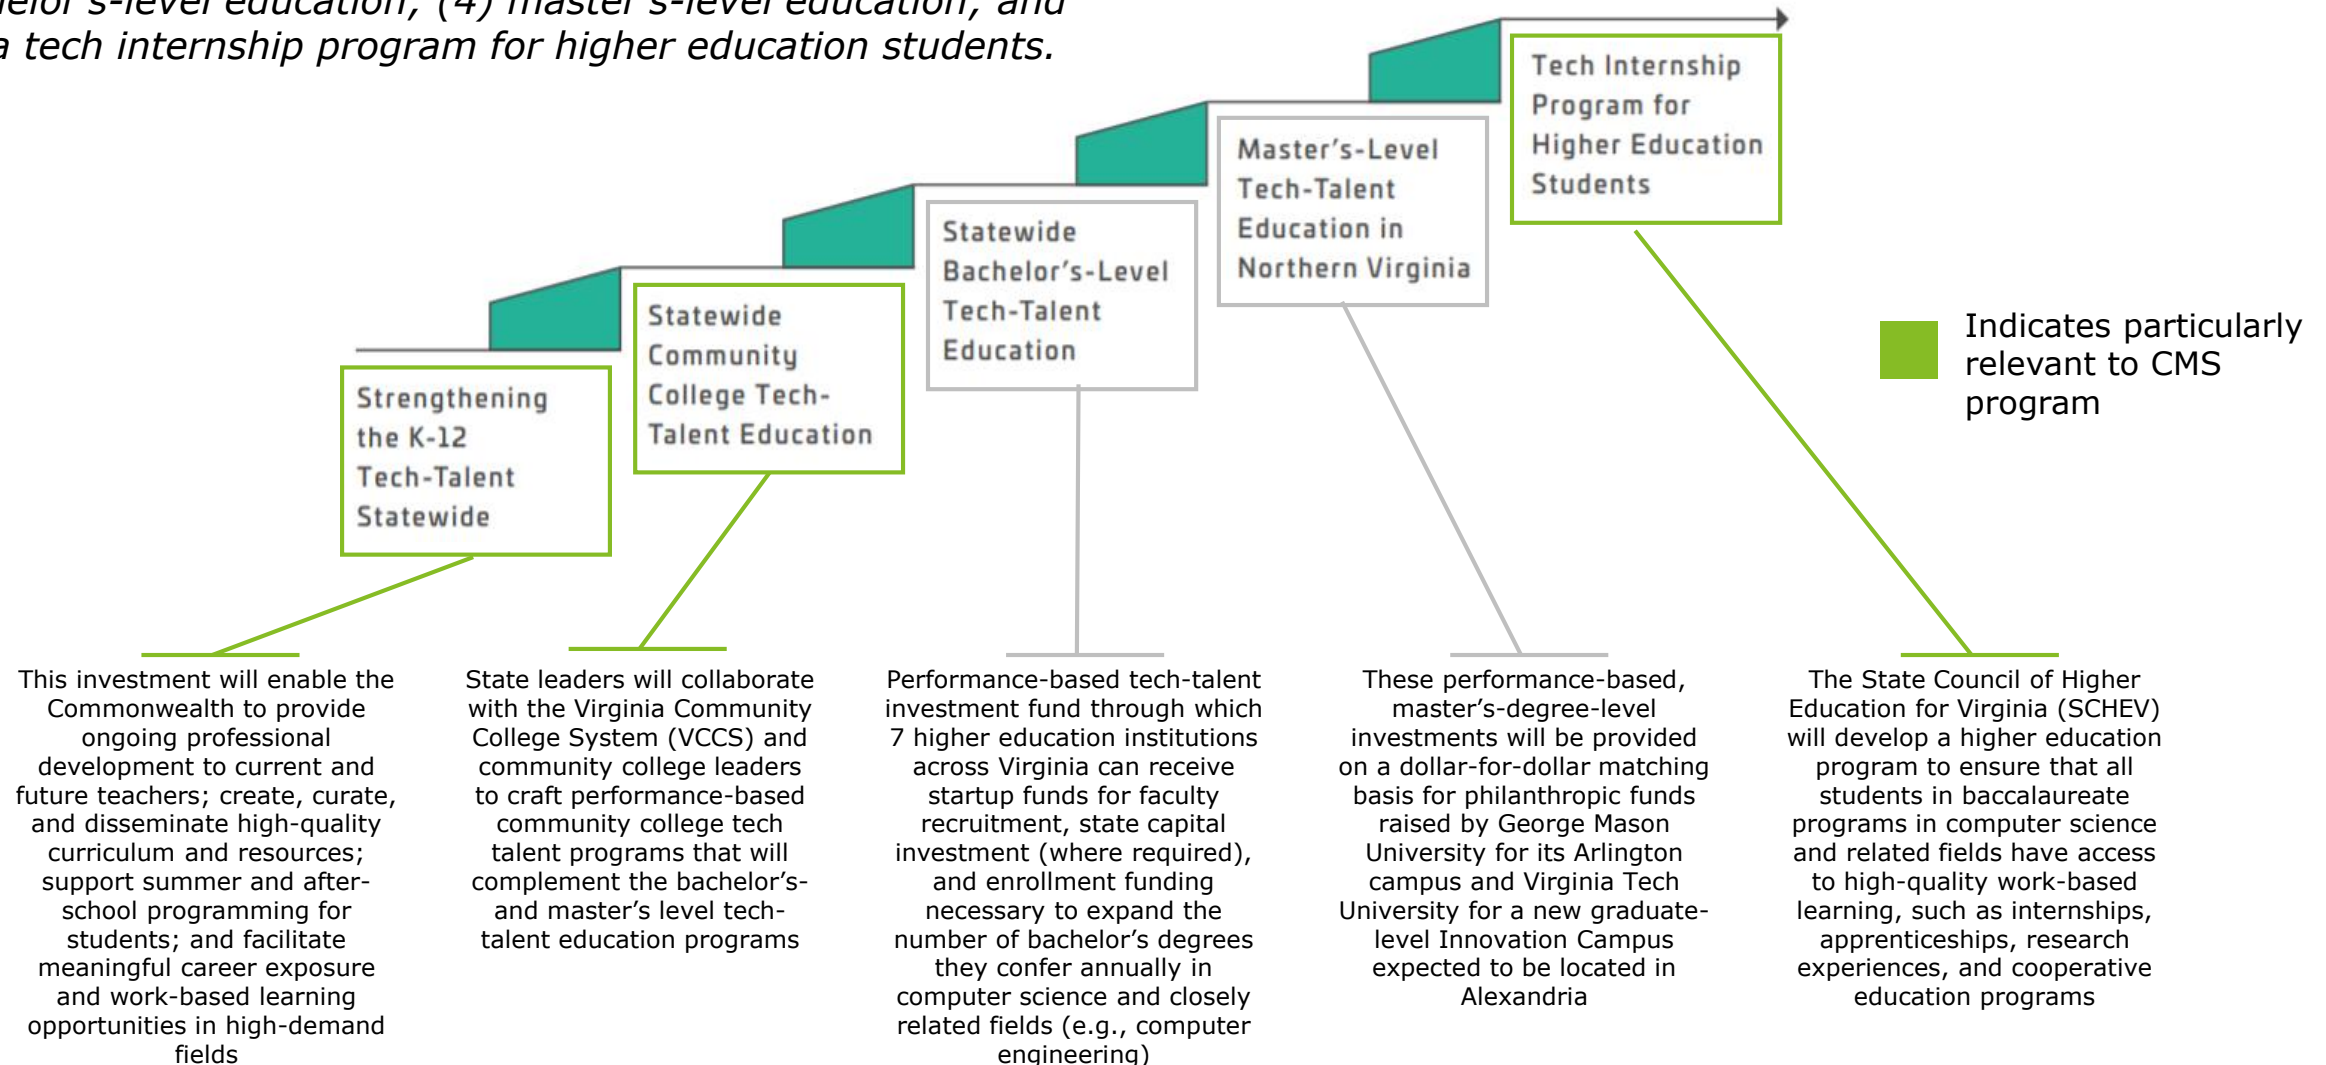 bachelor's-level education; (4) master's-level education; and
a tech internship program for higher education students.
Tech Internship
Program for
Higher Education
Students
Master's-Level
Tech-Talent
Education in
Northern Virginia
Statewide
Bachelor's-Level
Tech-Talent
Education
Statewide
Community
College Tech-
Talent Education
Strengthening
the K-12
Tech-Talent
Statewide
Indicates particularly
relevant to CMS
program
This investment will enable the
Commonwealth to provide
ongoing professional
development to current and
future teachers; create, curate,
and disseminate high-quality
curriculum and resources;
support summer and after-
school programming for
students; and facilitate
meaningful career exposure
and work-based learning
opportunities in high-demand
fields
State leaders will collaborate
with the Virginia Community
College System (VCCS) and
community college leaders
to craft performance-based
community college tech
talent programs that will
complement the bachelor's-
and master's level tech-
talent education programs
Performance-based tech-talent
investment fund through which
7 higher education institutions
across Virginia can receive
startup funds for faculty
recruitment, state capital
investment (where required),
and enrollment funding
necessary to expand the
number of bachelor's degrees
they confer annually in
computer science and closely
related fields (e.g., computer
engineering)
These performance-based,
master's-degree-level
investments will be provided
on a dollar-for-dollar matching
basis for philanthropic funds
raised by George Mason
University for its Arlington
campus and Virginia Tech
University for a new graduate-
level Innovation Campus
expected to be located in
Alexandria
The State Council of Higher
Education for Virginia (SCHEV)
will develop a higher education
program to ensure that all
students in baccalaureate
programs in computer science
and related fields have access
to high-quality work-based
learning, such as internships,
apprenticeships, research
experiences, and cooperative
education programs